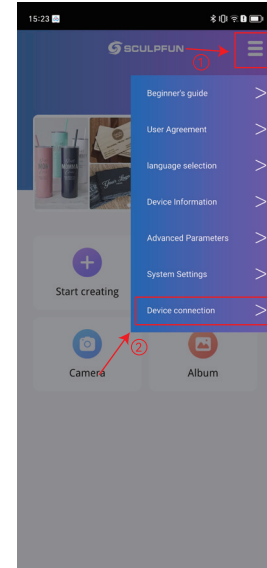 15:23
SCULPFUN
①
Beginner's guide >
User Agreement >
language selection >
Device Information >
Advanced Parameters >
System Settings >
Device connection >
②
Start creating
Camera
Album